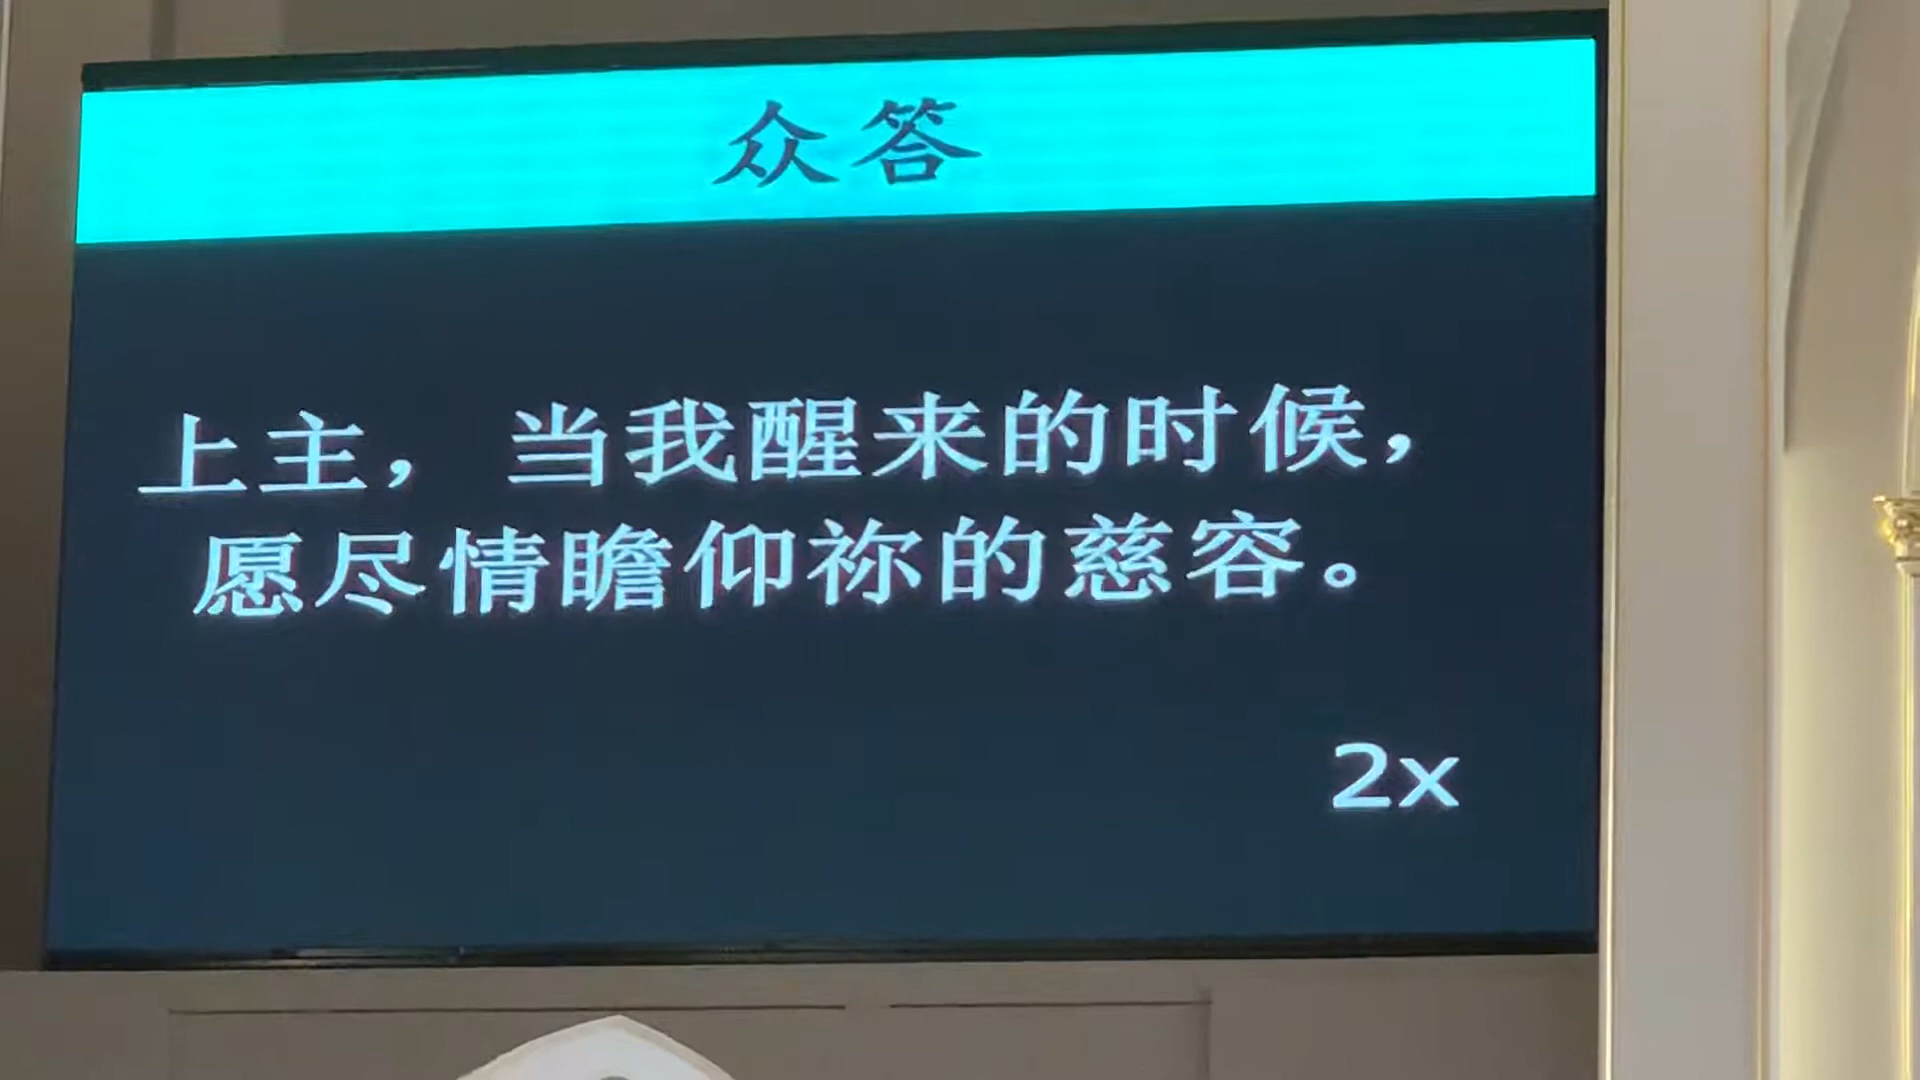 众答
上主，当我醒来的时候，
愿尽情瞻仰祢的慈容。
2x